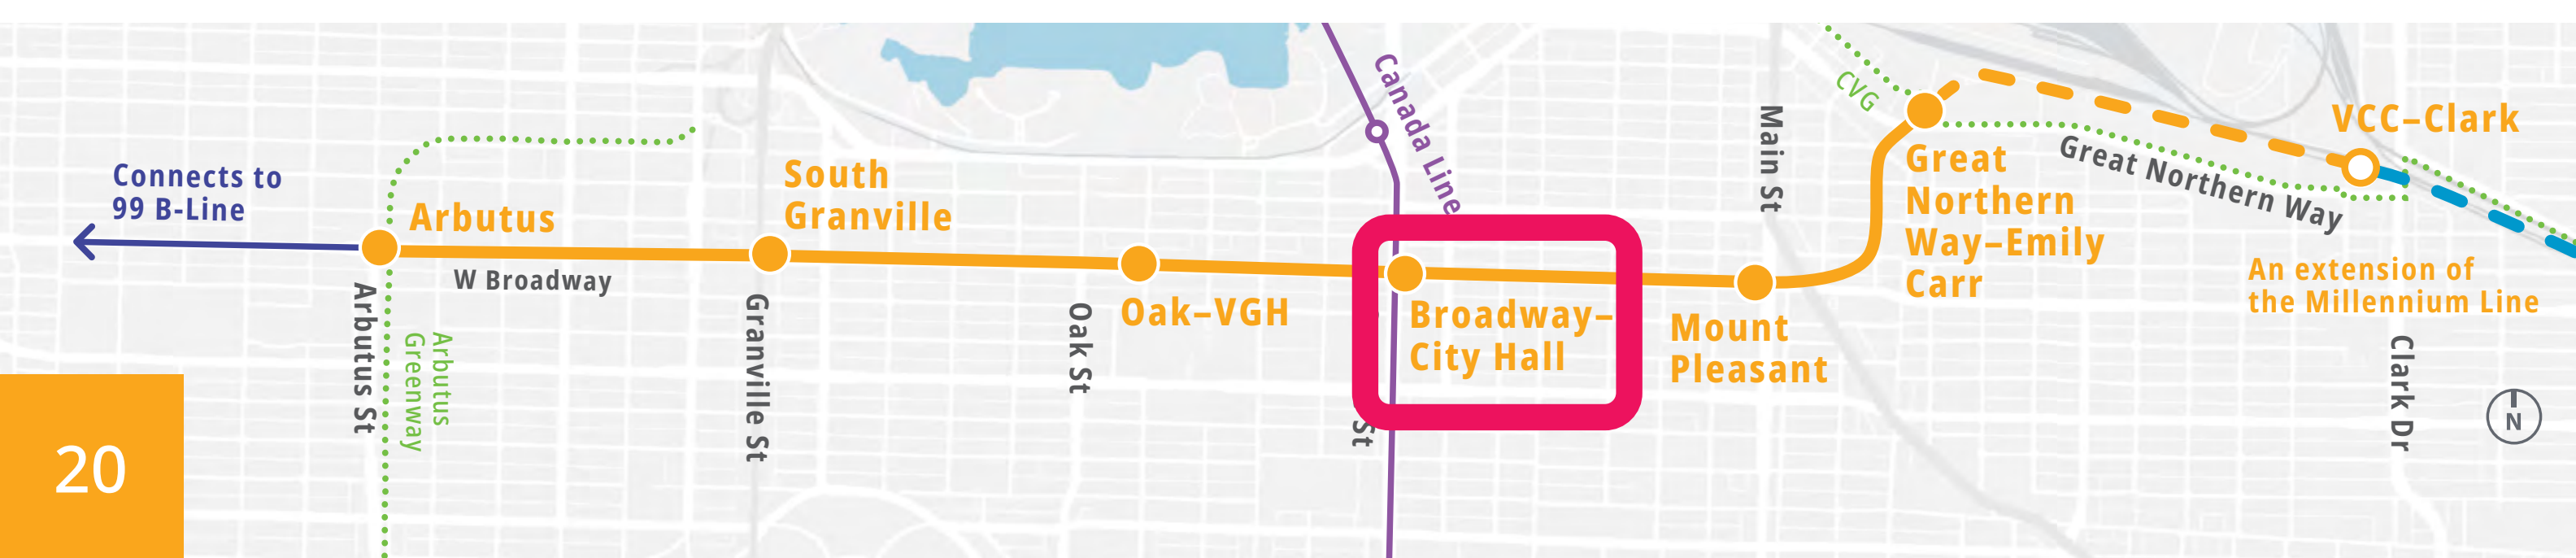 Connects to
99 B-Line
Arbutus
W Broadway
Arbutus St
Arbutus
Greenway
South
Granville
Granville St
Oak–VGH
Oak St
Canada Line
Broadway–
City Hall
St
Mount
Pleasant
Main St
CVG
Great
Northern
Way–Emily
Carr
Great Northern Way
VCC–Clark
An extension of
the Millennium Line
Clark Dr
N
20